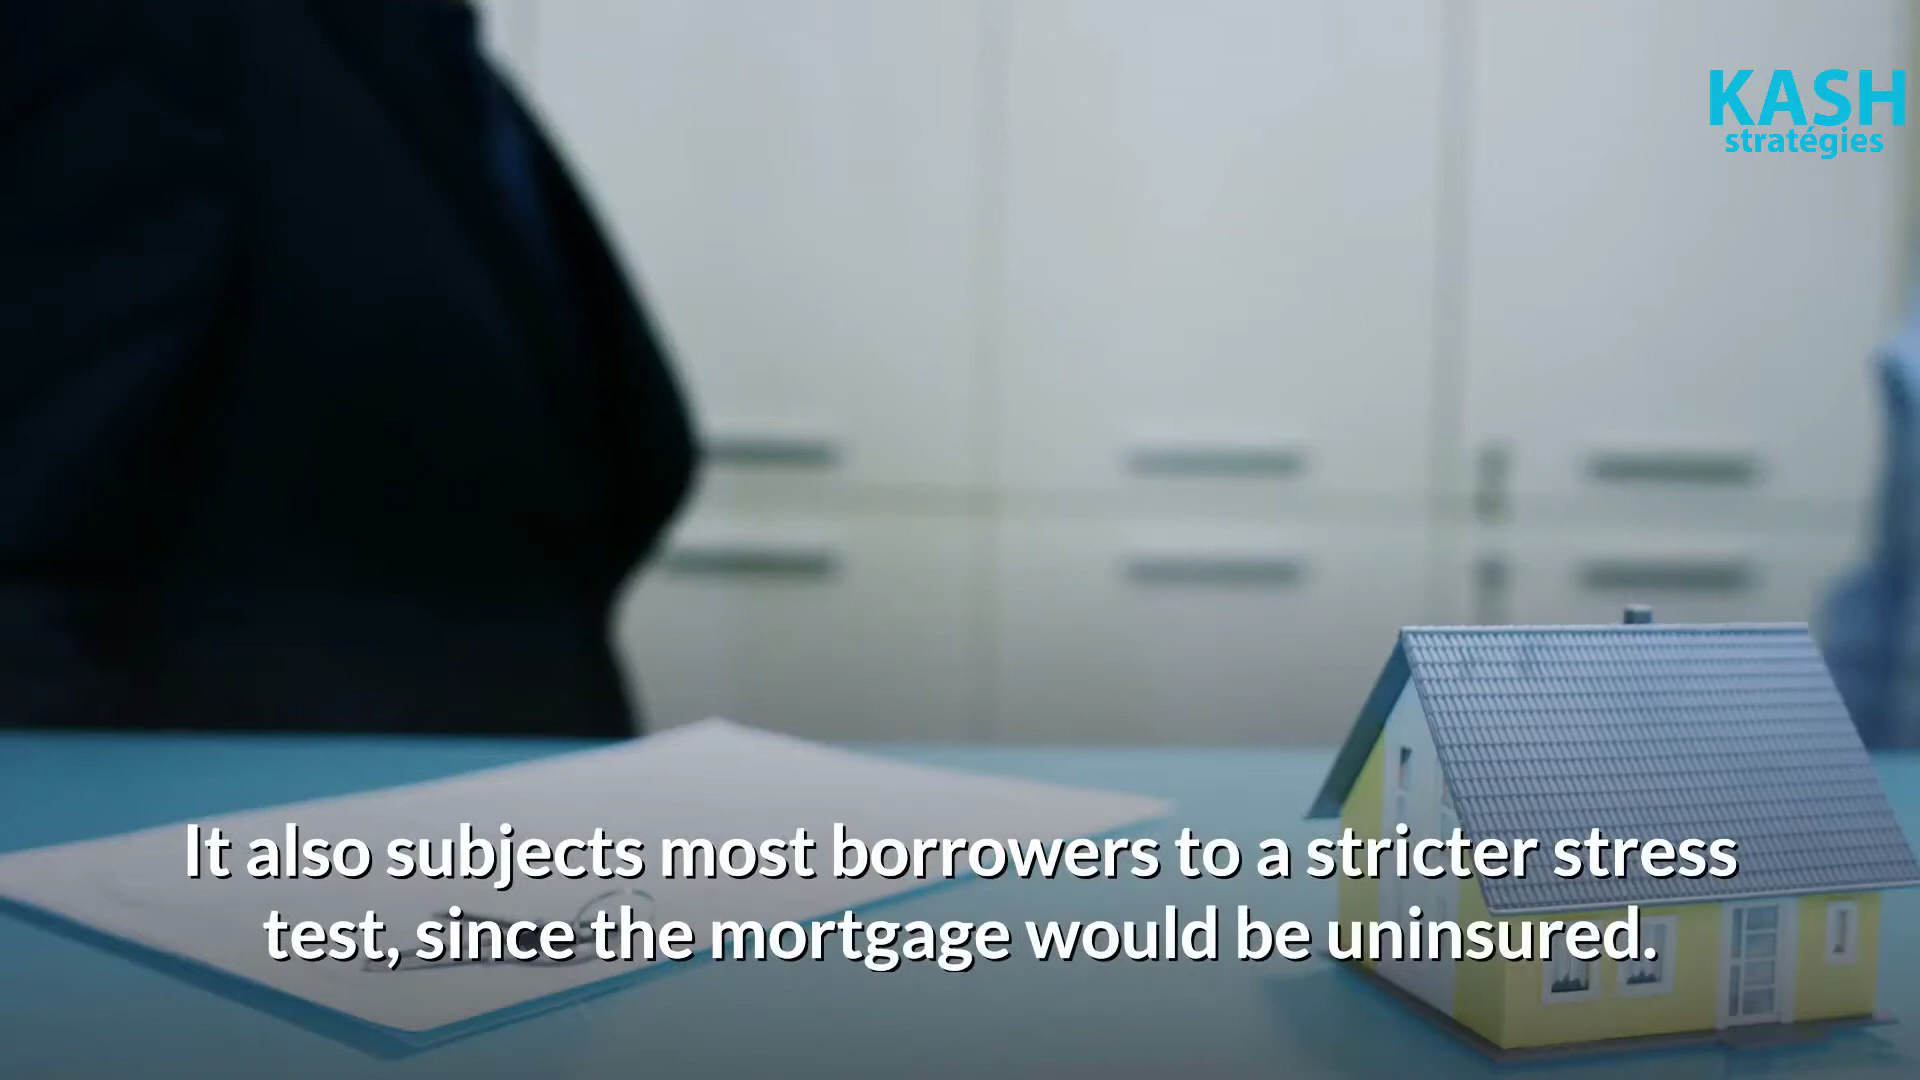 KASH
stratégies
It also subjects most borrowers to a stricter stress
test, since the mortgage would be uninsured.